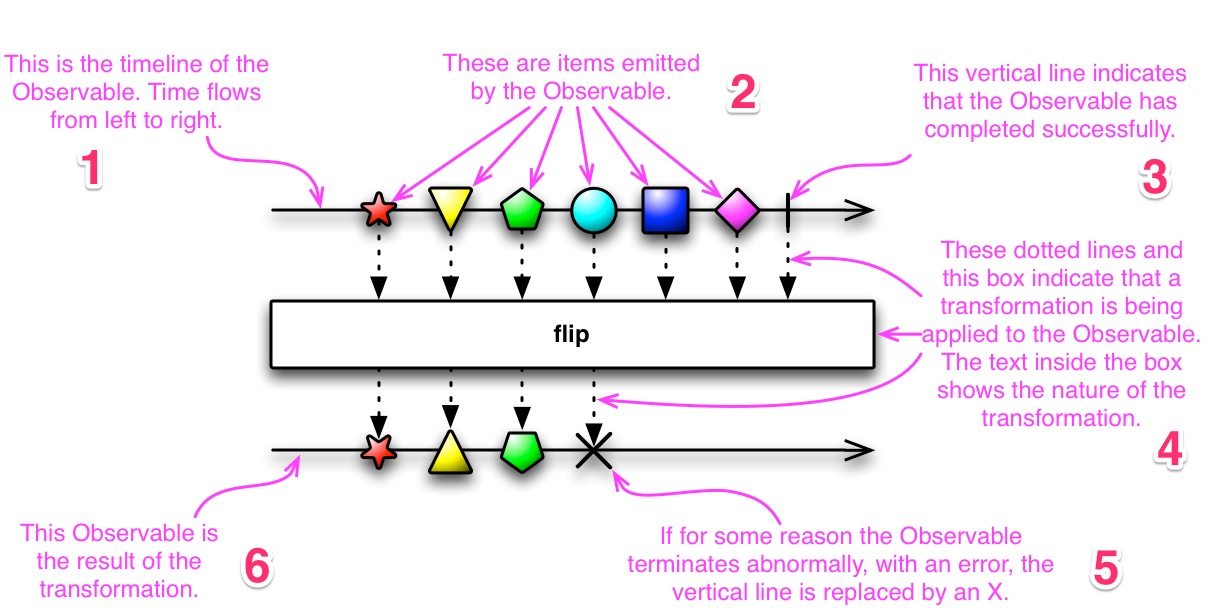 This is the timeline of the
Observable. Time flows
from left to right.
1
These are items emitted
by the Observable.
2
This vertical line indicates
that the Observable has
completed successfully.
3
These dotted lines and
this box indicate that a
transformation is being
applied to the Observable.
The text inside the box
shows the nature of the
transformation.
4
flip
If for some reason the Observable
terminates abnormally, with an error, the
vertical line is replaced by an X.
5
This Observable is
the result of the
transformation.
6